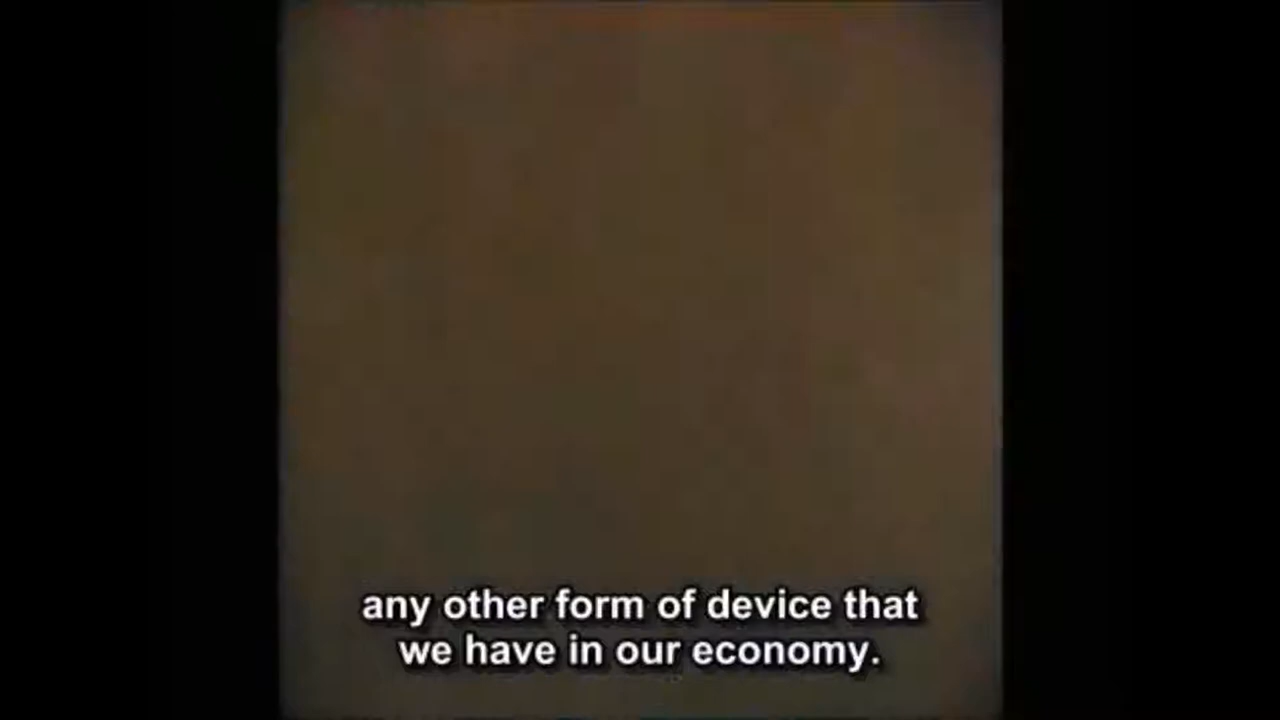 any other form of device that
we have in our economy.